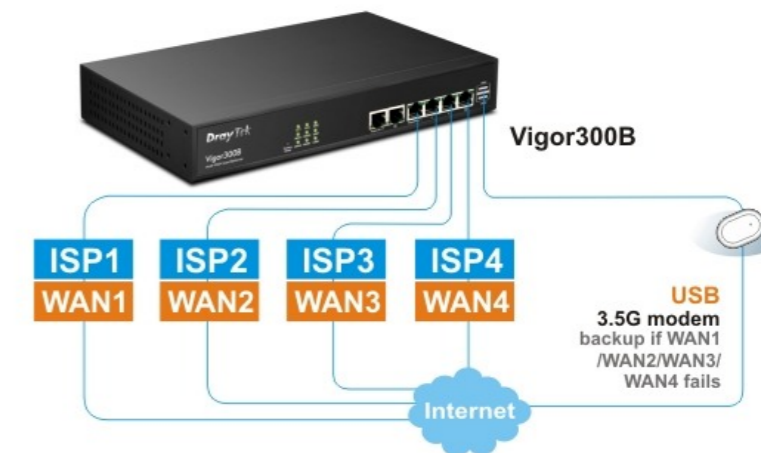 DrayTek
Vigor300B
Vigor300B
ISP1
WAN1
ISP2
WAN2
ISP3
WAN3
ISP4
WAN4
USB
3.5G modem
backup if WAN1
/WAN2/WAN3/
WAN4 fails
Internet